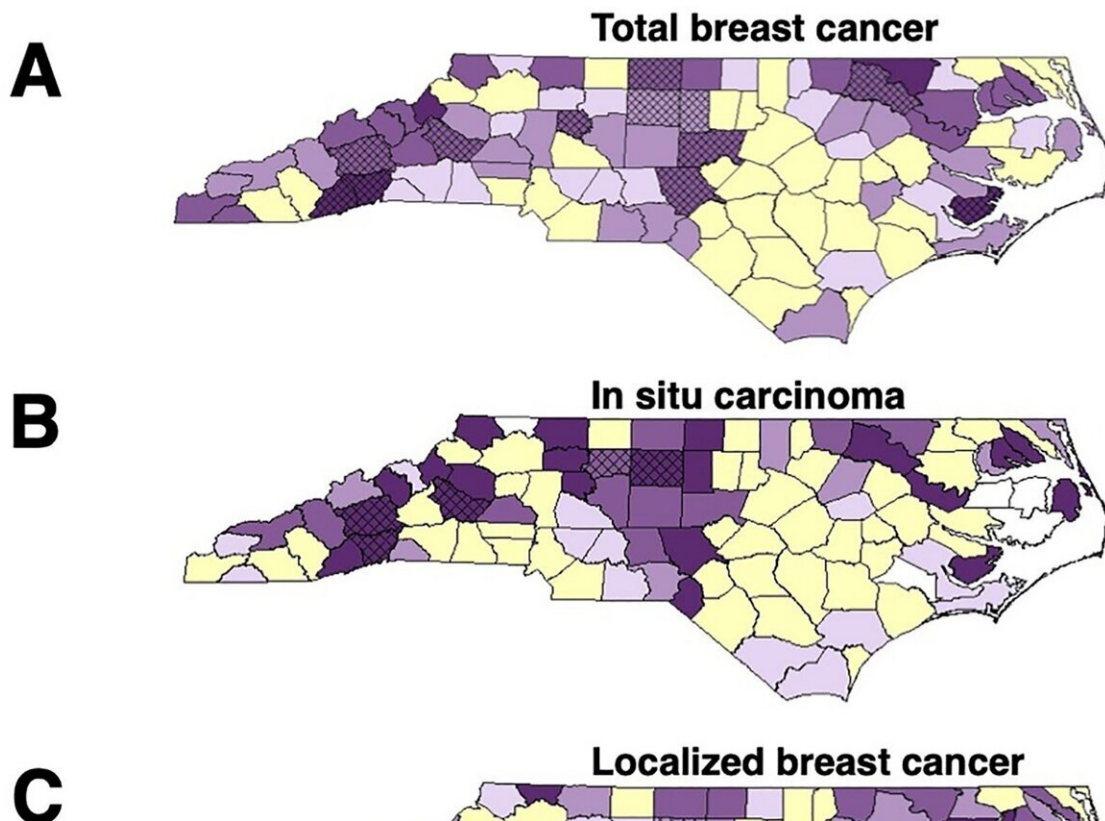 Total breast cancer
A
In situ carcinoma
B
Localized breast cancer
C